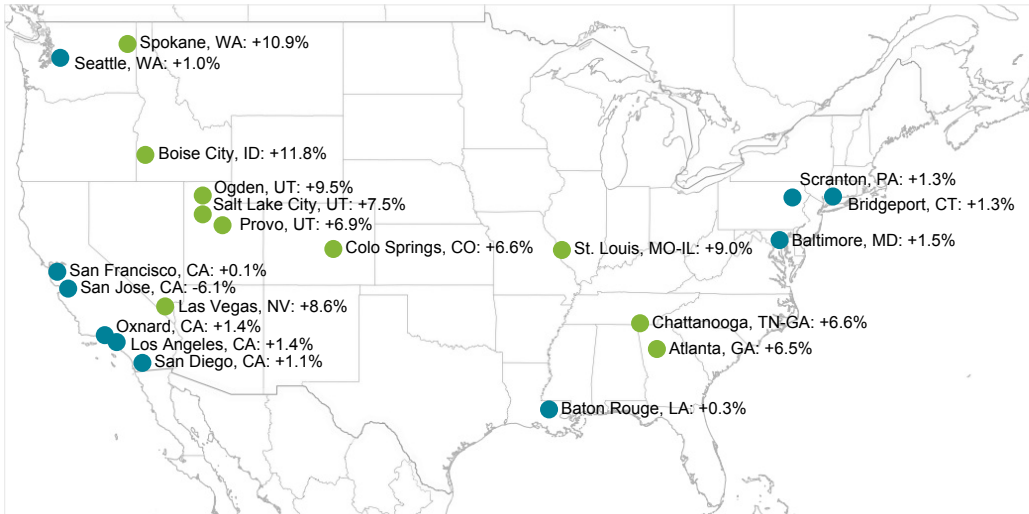 Spokane, WA: +10.9%
Seattle, WA: +1.0%
Boise City, ID: +11.8%
Scranton, PA: +1.3%
Ogden, UT: +9.5%
Salt Lake City, UT: +7.5%
Bridgeport, CT: +1.3%
Provo, UT: +6.9%
Colo Springs, CO: +6.6%
St. Louis, MO-IL: +9.0%
Baltimore, MD: +1.5%
San Francisco, CA: +0.1%
San Jose, CA: -6.1%
Las Vegas, NV: +8.6%
Oxnard, CA: +1.4%
Chattanooga, TN-GA: +6.6%
Los Angeles, CA: +1.4%
Atlanta, GA: +6.5%
San Diego, CA: +1.1%
Baton Rouge, LA: +0.3%